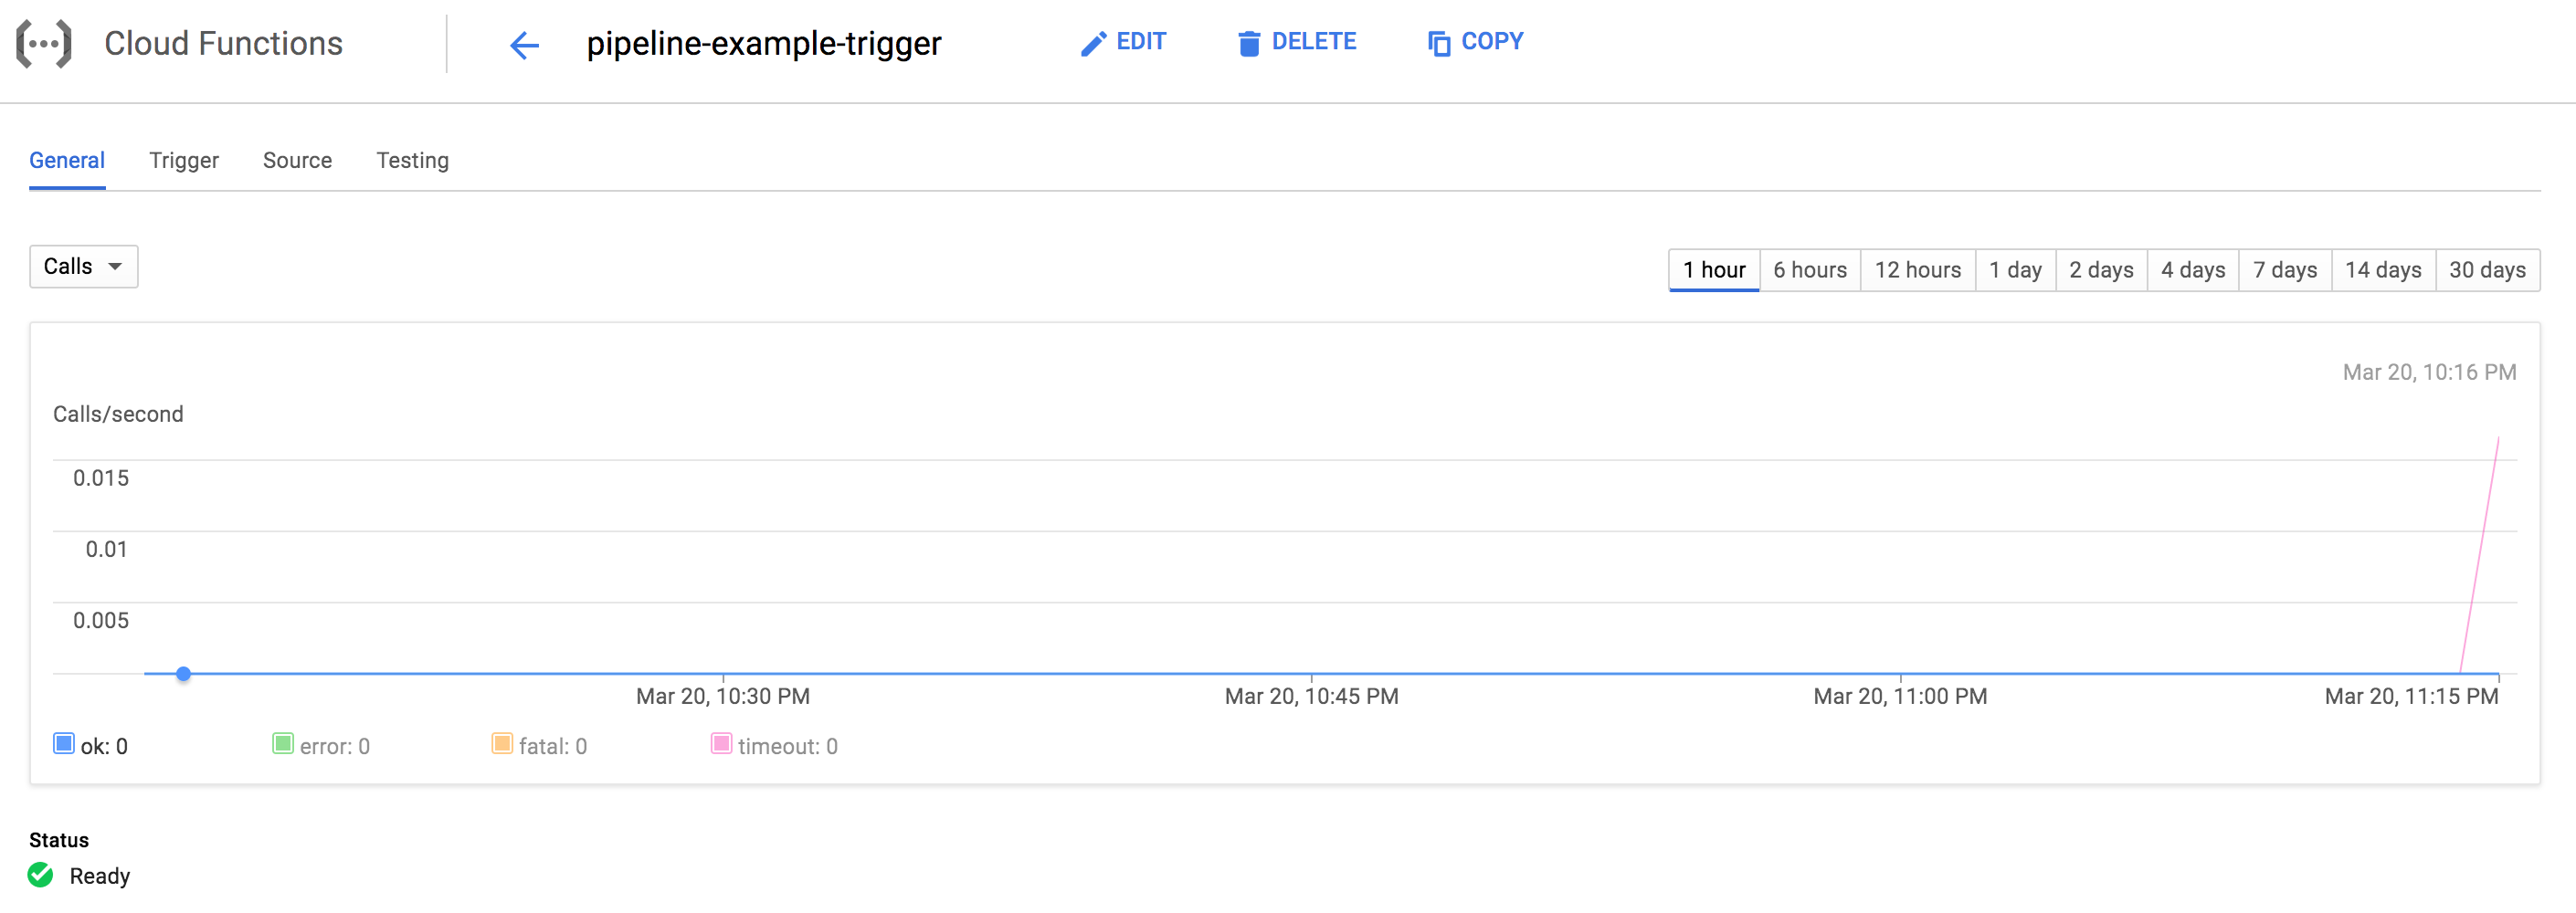 Cloud Functions
pipeline-example-trigger
EDIT
DELETE
COPY
General Trigger Source Testing
Calls
1 hour 6 hours 12 hours 1 day 2 days 4 days 7 days 14 days 30 days
Mar 20, 10:16 PM
Calls/second
0.015
0.01
0.005
Mar 20, 10:30 PM Mar 20, 10:45 PM Mar 20, 11:00 PM Mar 20, 11:15 PM
ok: 0 error: 0 fatal: 0 timeout: 0
Status
Ready